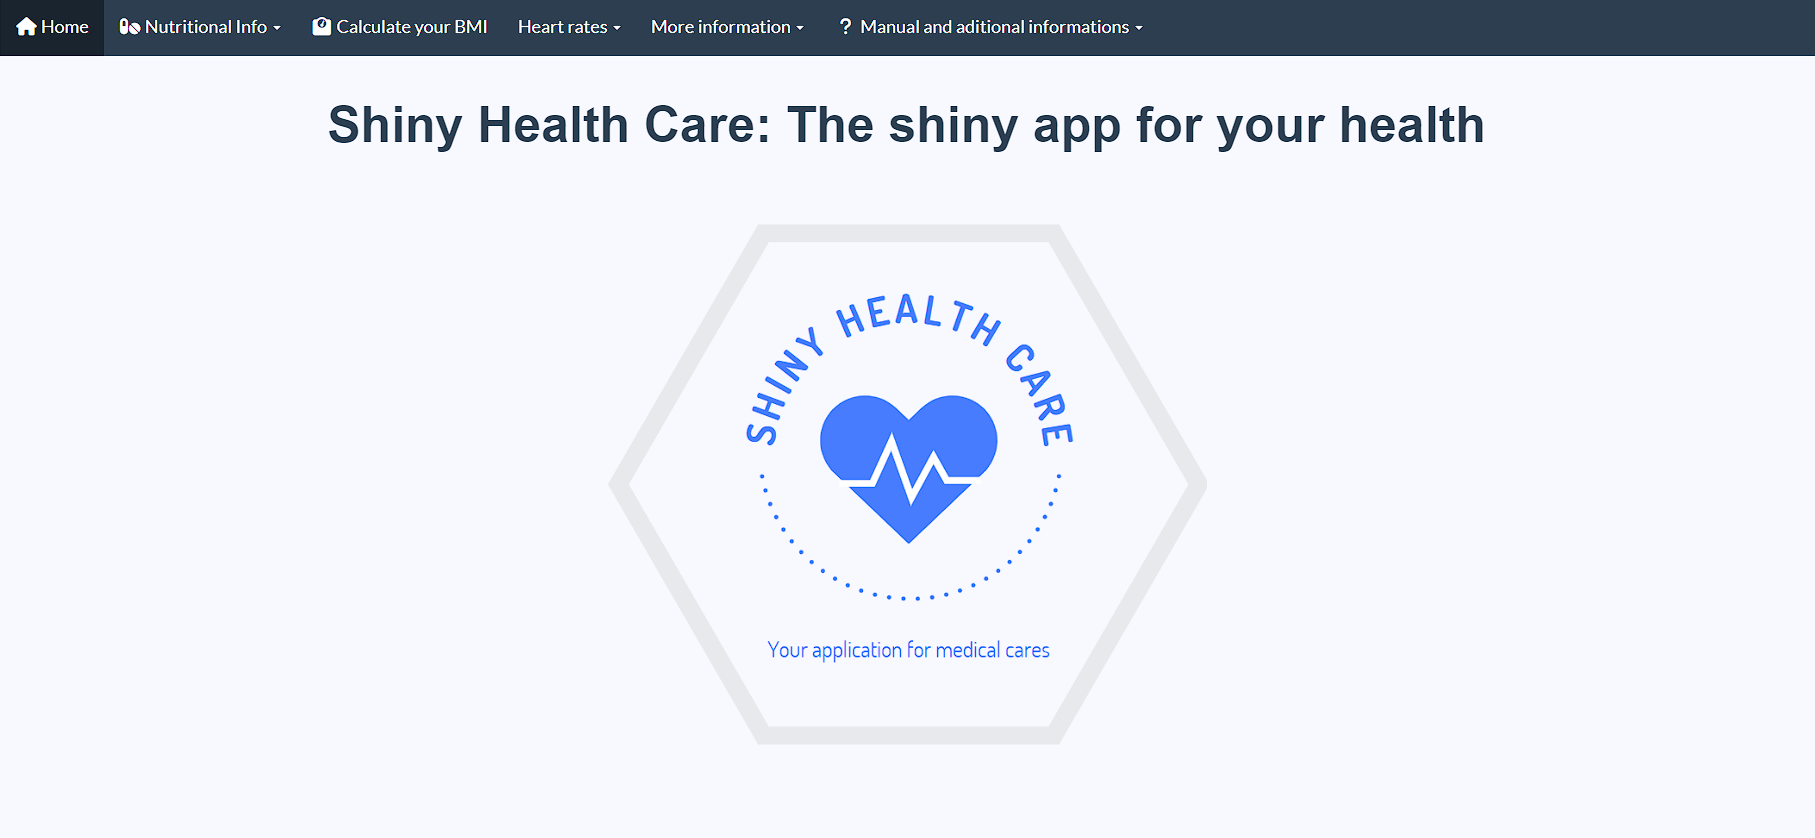 Home Nutritional Info Calculate your BMI Heart rates More information ? Manual and aditional informations
Shiny Health Care: The shiny app for your health
SHINY HEALTH CARE
Your application for medical cares